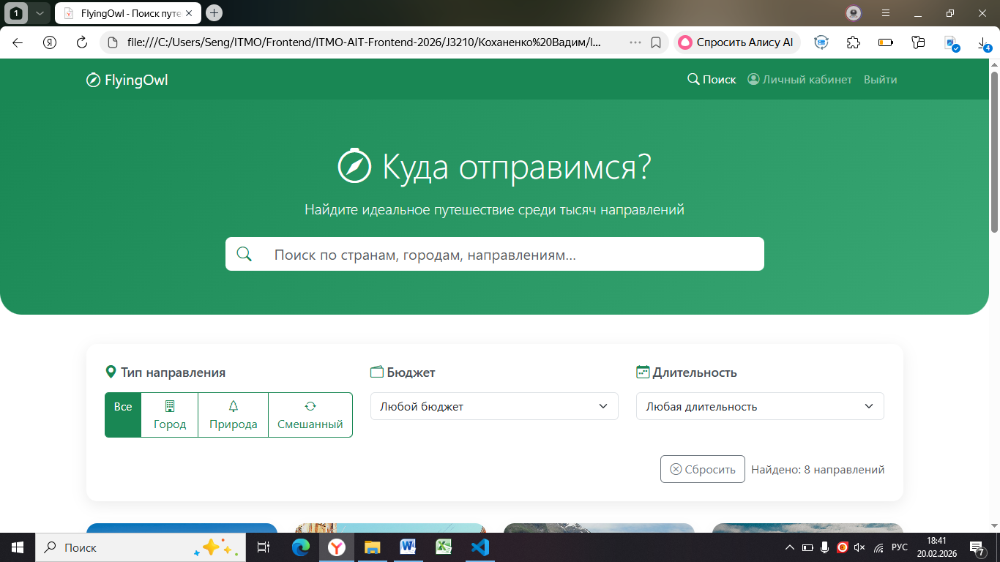 1
FlyingOwl - Поиск путе
file:///C:/Users/Seng/ITMO/Frontend/ITMO-AIT-Frontend-2026/J3210/Коханенко%20Вадим/l...
Спросить Алису AI
4
FlyingOwl
Поиск
Личный кабинет
Выйти
Куда отправимся?
Найдите идеальное путешествие среди тысяч направлений
Поиск по странам, городам, направлениям...
Тип направления
Бюджет
Длительность
Все
Город
Природа
Смешанный
Любой бюджет
Любая длительность
Сбросить
Найдено: 8 направлений
Поиск
РУС
18:41
20.02.2026
7